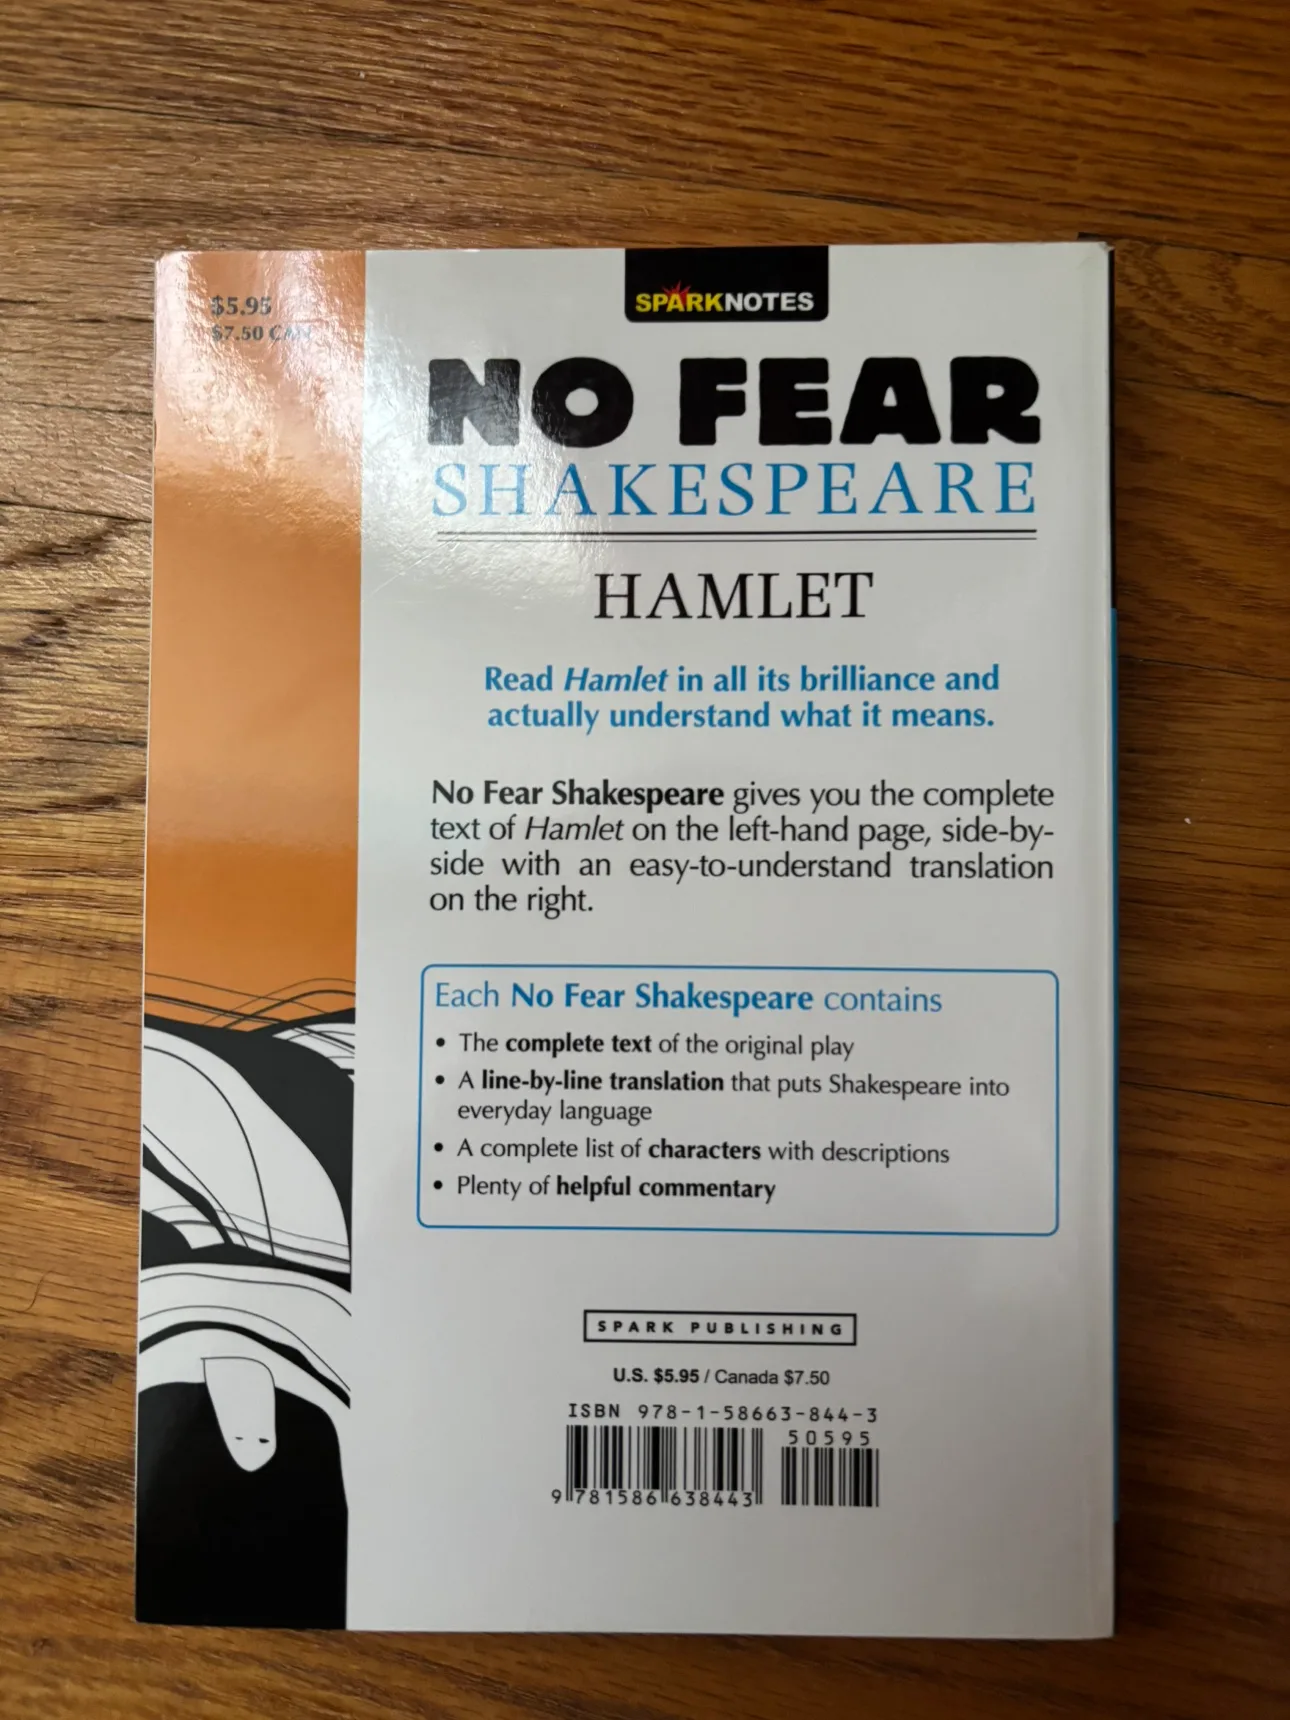 $5.95
$7.50 CAN
SPARKNOTES
NO FEAR
SHAKESPEARE
HAMLET
Read Hamlet in all its brilliance and
actually understand what it means.
No Fear Shakespeare gives you the complete
text of Hamlet on the left-hand page, side-by-
side with an easy-to-understand translation
on the right.
Each No Fear Shakespeare contains
• The complete text of the original play
• A line-by-line translation that puts Shakespeare into
everyday language
• A complete list of characters with descriptions
• Plenty of helpful commentary
SPARK PUBLISHING
U.S. $5.95 / Canada $7.50
ISBN 978-1-58663-844-3
50595
9 781586 638443